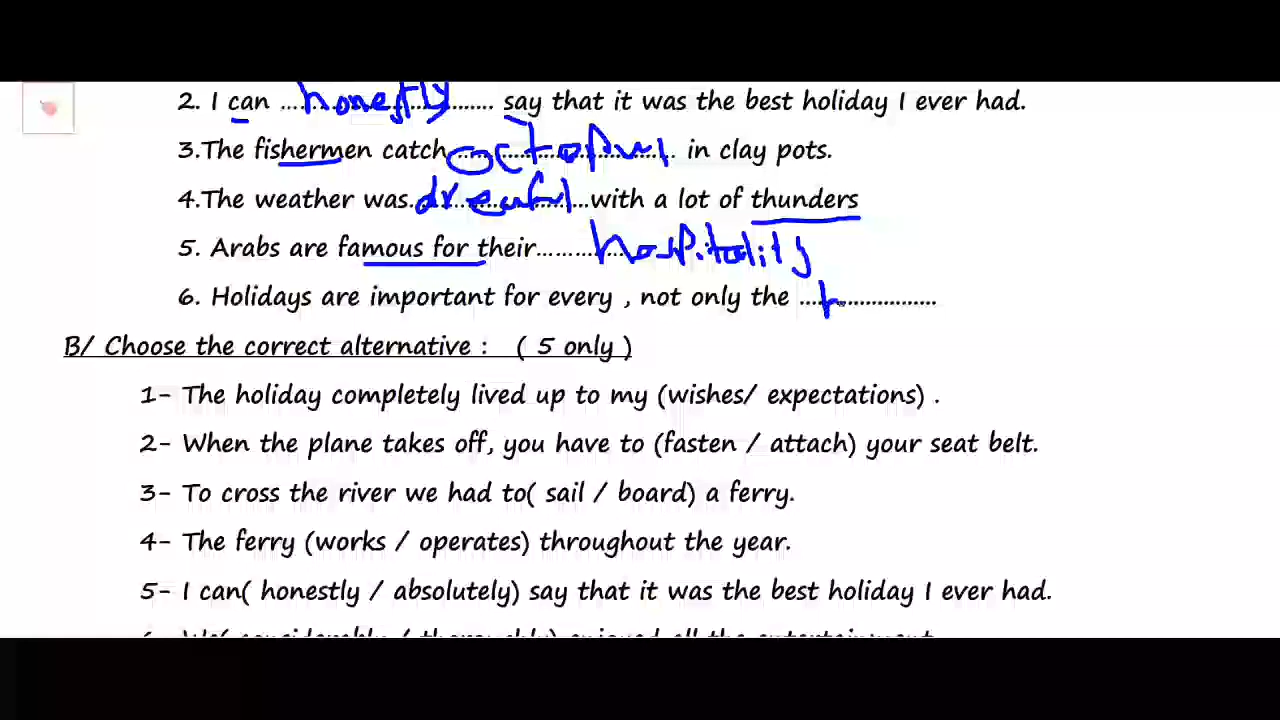 2. I can ... honestly ... say that it was the best holiday I ever had.
3.The fishermen catch ... octopus ... in clay pots.
4.The weather was... ...with a lot of thunders
5. Arabs are famous for their......... hospitality
6. Holidays are important for every , not only the ....................
B/ Choose the correct alternative : ( 5 only )
1- The holiday completely lived up to my (wishes/ expectations) .
2- When the plane takes off, you have to (fasten / attach) your seat belt.
3- To cross the river we had to( sail / board) a ferry.
4- The ferry (works / operates) throughout the year.
5- I can( honestly / absolutely) say that it was the best holiday I ever had.